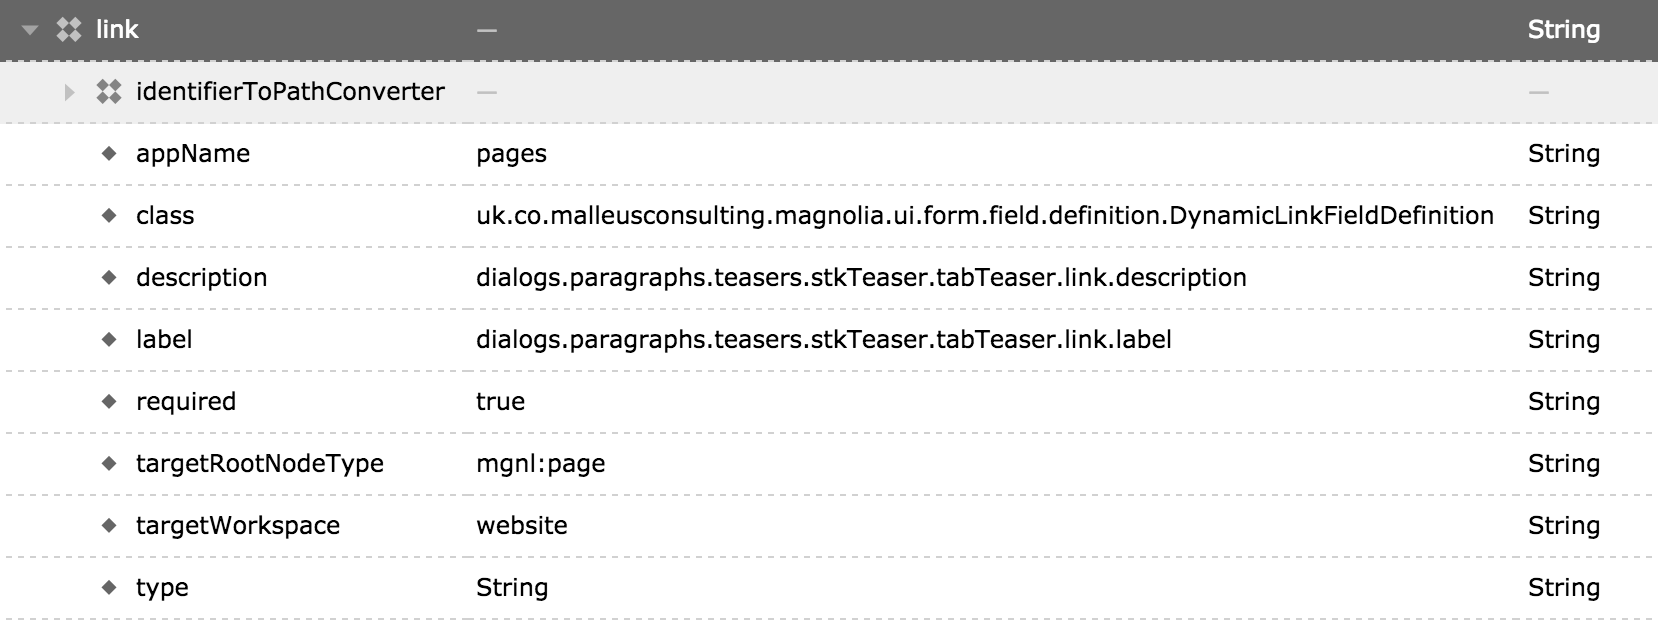 link — String
identifierToPathConverter — —
appName pages String
class uk.co.malleusconsulting.magnolia.ui.form.field.definition.DynamicLinkFieldDefinition String
description dialogs.paragraphs.teasers.stkTeaser.tabTeaser.link.description String
label dialogs.paragraphs.teasers.stkTeaser.tabTeaser.link.label String
required true String
targetRootNodeType mgnl:page String
targetWorkspace website String
type String String